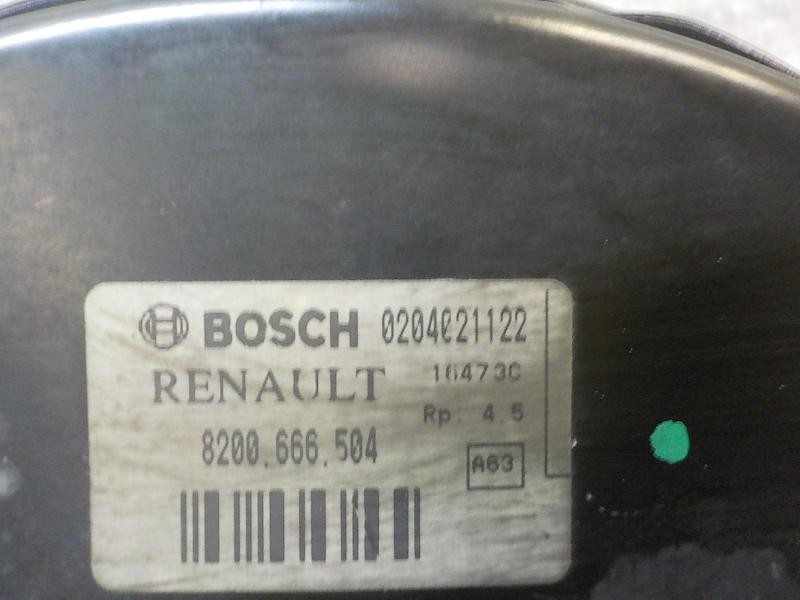 BOSCH 0204021122
RENAULT 16473C
Rp: 4.5
8200.666.504
A63